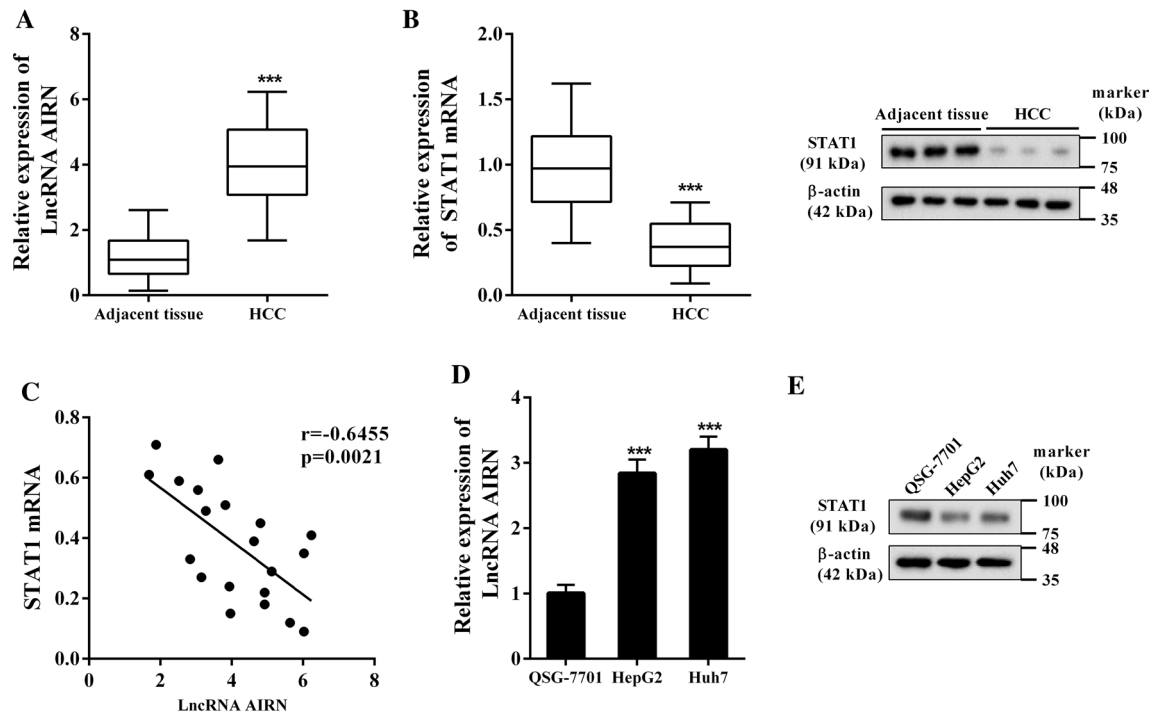 A
Relative expression of
LncRNA AIRN
8
6
4
2
0
***
Adjacent tissue
HCC
B
Relative expression
of STAT1 mRNA
2.0
1.5
1.0
0.5
0.0
***
Adjacent tissue
HCC
Adjacent tissue
HCC
marker
(kDa)
STAT1
(91 kDa)
100
75
β-actin
(42 kDa)
48
35
C
STAT1 mRNA
0.8
0.6
0.4
0.2
0.0
r=-0.6455
p=0.0021
0
2
4
6
8
LncRNA AIRN
D
Relative expression of
LncRNA AIRN
4
3
2
1
0
***
***
QSG-7701
HepG2
Huh7
E
QSG-7701
HepG2
Huh7
marker
(kDa)
STAT1
(91 kDa)
100
75
β-actin
(42 kDa)
48
35